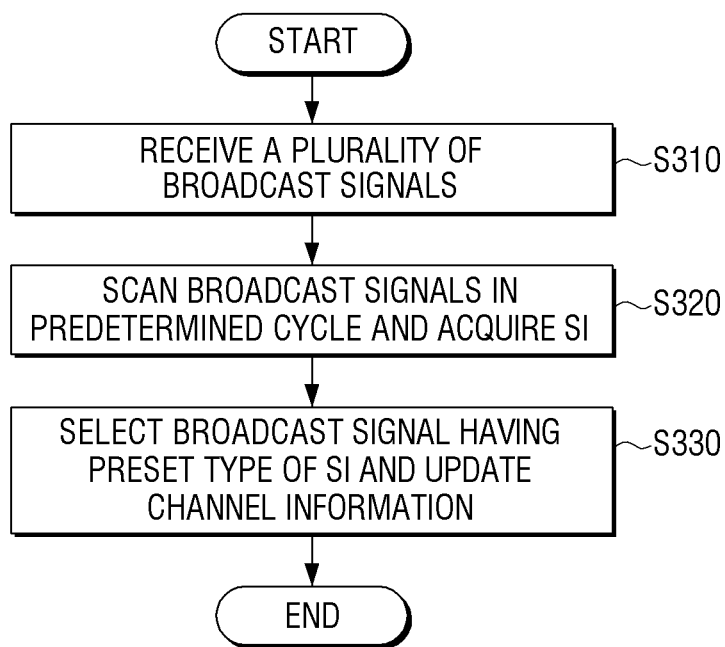 START
RECEIVE A PLURALITY OF
BROADCAST SIGNALS
S310
SCAN BROADCAST SIGNALS IN
PREDETERMINED CYCLE AND ACQUIRE SI
S320
SELECT BROADCAST SIGNAL HAVING
PRESET TYPE OF SI AND UPDATE
CHANNEL INFORMATION
S330
END